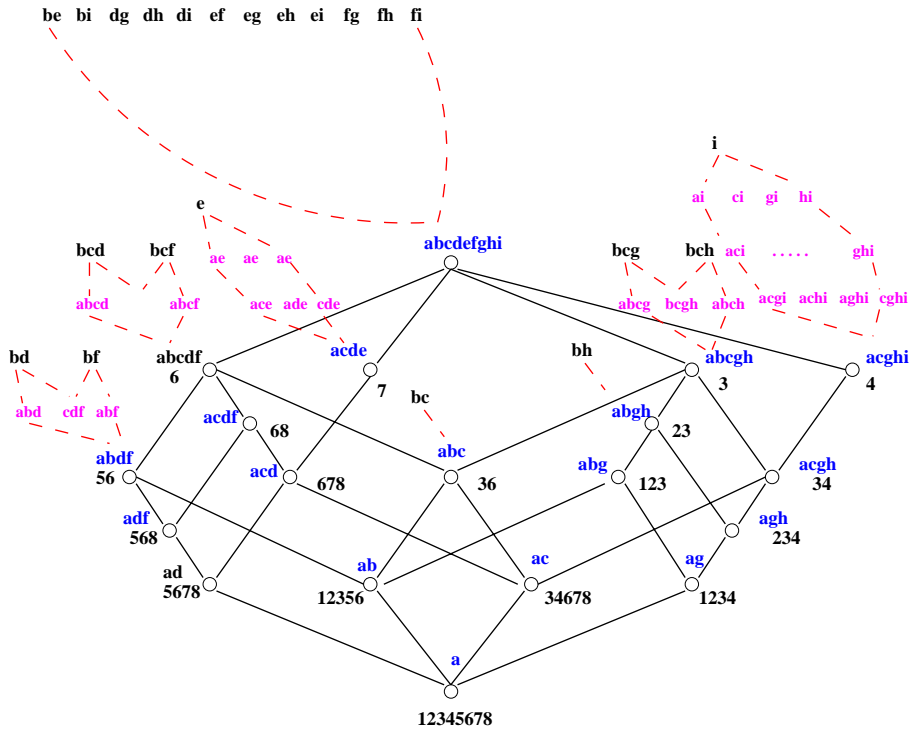 be bi dg dh di ef eg eh ei fg fh fi
i
ai ci gi hi
e
abcdefghi
bcd bcf
ae ae ae
bcg bch
aci ..... ghi
abcd abcf
ace ade cde
abcg bcgh abch
acgi achi aghi cghi
bd bf
abcdf
acde
bh
abcgh
acghi
6
7
3
4
bc
abd cdf abf
acdf
68
abgh
23
abdf
56
acd
678
abc
36
abg
123
acgh
34
adf
568
agh
234
ad
5678
ab
12356
ac
34678
ag
1234
a
12345678